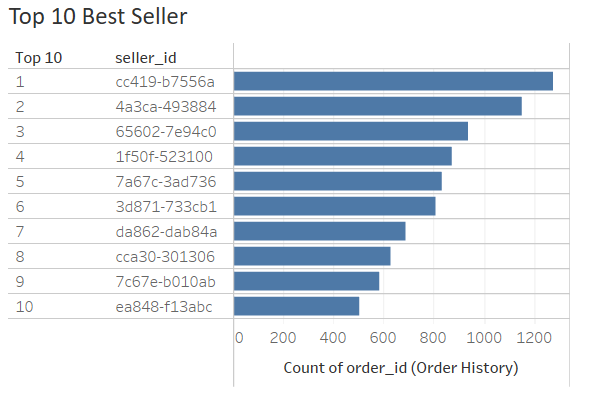 Top 10 Best Seller
Top 10 seller_id
1 cc419-b7556a
2 4a3ca-493884
3 65602-7e94c0
4 1f50f-523100
5 7a67c-3ad736
6 3d871-733cb1
7 da862-dab84a
8 cca30-301306
9 7c67e-b010ab
10 ea848-f13abc
0 200 400 600 800 1000 1200
Count of order_id (Order History)